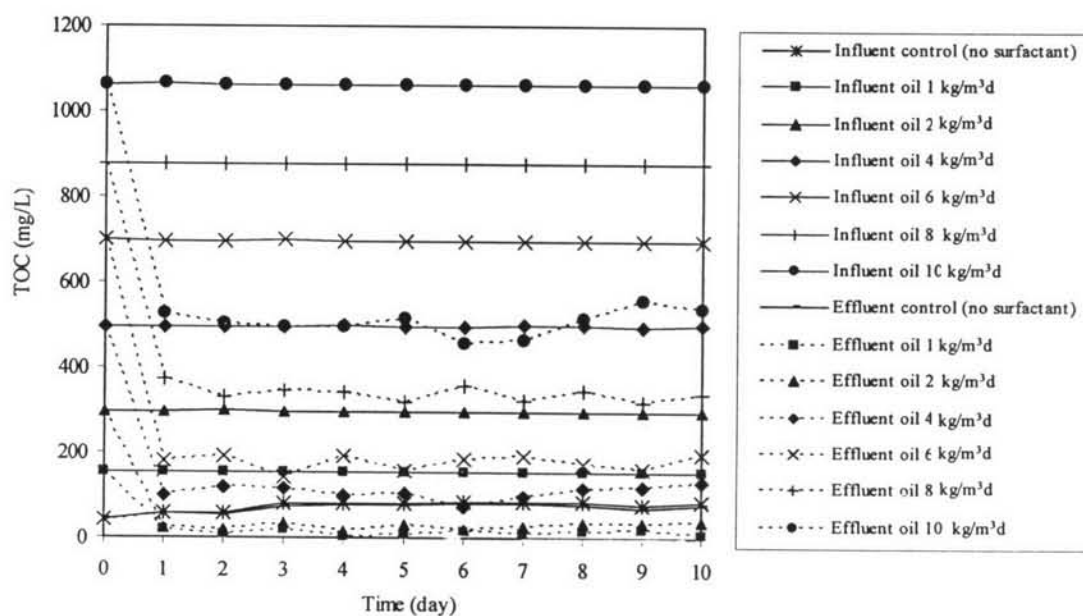 1200
1000
800
600
400
200
0
TOC (mg/L)
0 1 2 3 4 5 6 7 8 9 10
Time (day)
Influent control (no surfactant)
Influent oil 1 kg/m³d
Influent oil 2 kg/m³d
Influent oil 4 kg/m³d
Influent oil 6 kg/m³d
Influent oil 8 kg/m³d
Influent oil 10 kg/m³d
Effluent control (no surfactant)
Effluent oil 1 kg/m³d
Effluent oil 2 kg/m³d
Effluent oil 4 kg/m³d
Effluent oil 6 kg/m³d
Effluent oil 8 kg/m³d
Effluent oil 10 kg/m³d